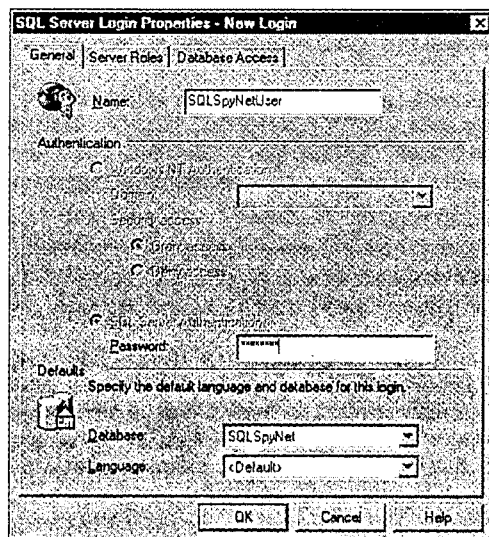 SQL Server Login Properties - New Login
General Server Roles Database Access
Name: SQLSpyNetUser
Authentication
Windows NT Authentication
Domain:
Security access:
Grant access
Deny access
SQL Server Authentication
Password: *******
Defaults
Specify the default language and database for this login.
Database: SQLSpyNet
Language: <Default>
OK Cancel Help